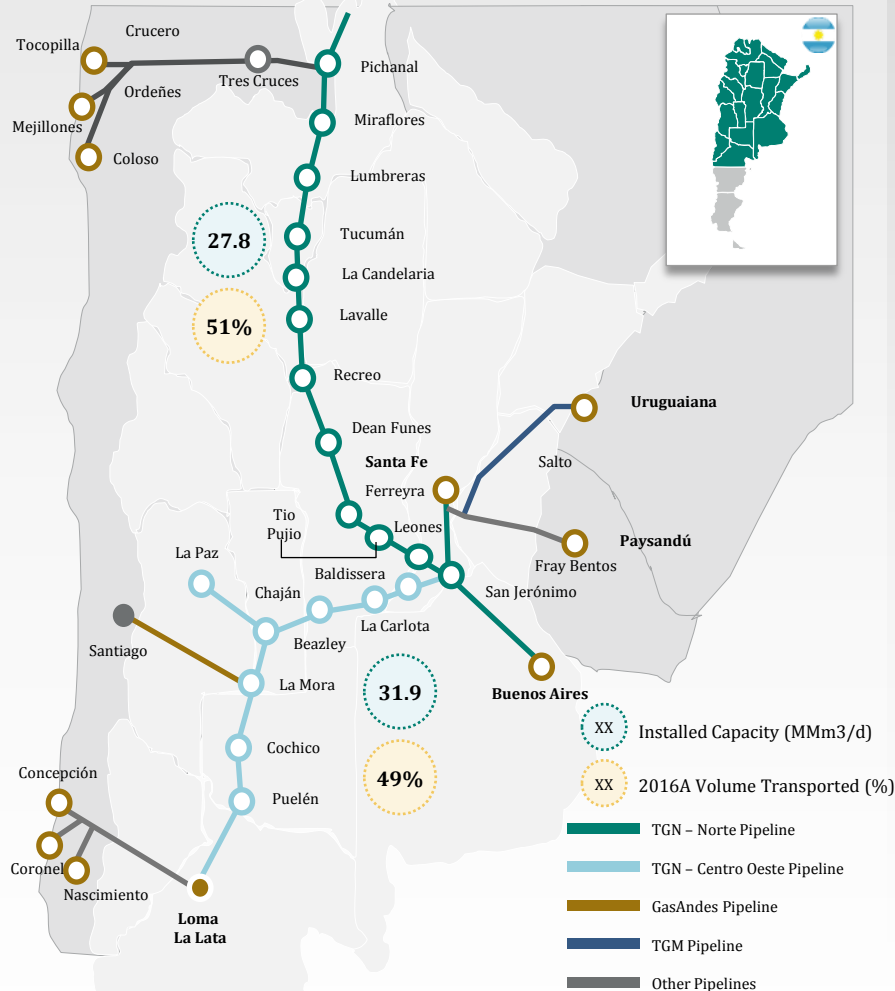 Crucero
Tocopilla
Pichanal
Tres Cruces
Ordeñes
Mejillones
Miraflores
Coloso
Lumbreras
27.8
Tucumán
La Candelaria
51%
Lavalle
Recreo
Uruguaiana
Dean Funes
Santa Fe
Salto
Ferreyra
Tio
Pujio
Leones
Paysandú
La Paz
Fray Bentos
Baldissera
Chaján
San Jerónimo
La Carlota
Beazley
Santiago
La Mora
31.9
Buenos Aires
XX
Installed Capacity (MMm3/d)
Cochico
Concepción
49%
XX
2016A Volume Transported (%)
Puelén
TGN – Norte Pipeline
Coronel
TGN – Centro Oeste Pipeline
Nascimiento
GasAndes Pipeline
Loma
La Lata
TGM Pipeline
Other Pipelines